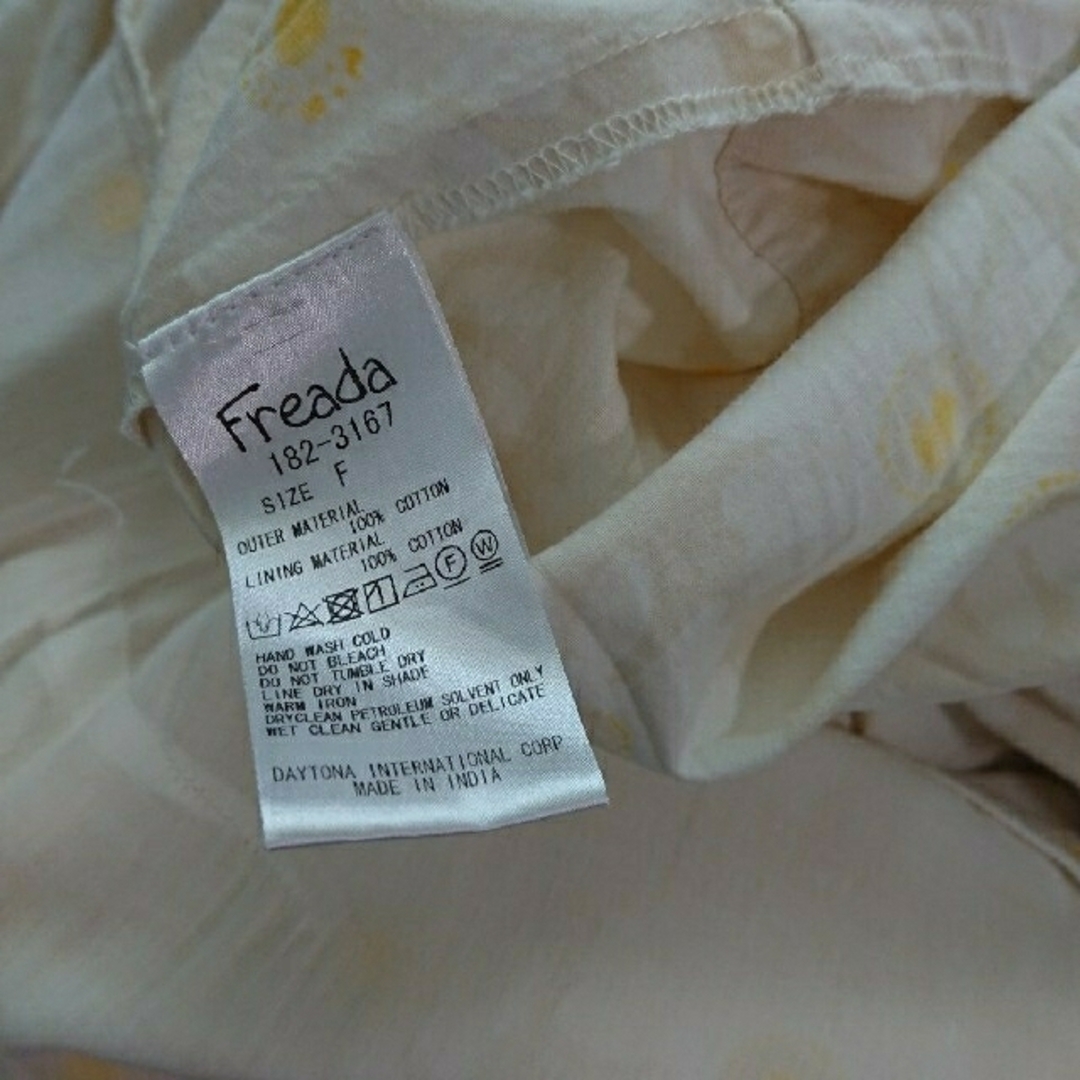 Freada
182-3167
SIZE F
OUTER MATERIAL
100% COTTON
LINING MATERIAL
100% COTTON
F W
HAND WASH COLD
DO NOT BLEACH
DO NOT TUMBLE DRY
LINE DRY IN SHADE
WARM IRON
DRYCLEAN PETROLEUM SOLVENT ONLY
WET CLEAN GENTLE OR DELICATE
DAYTONA INTERNATIONAL CORP
MADE IN INDIA